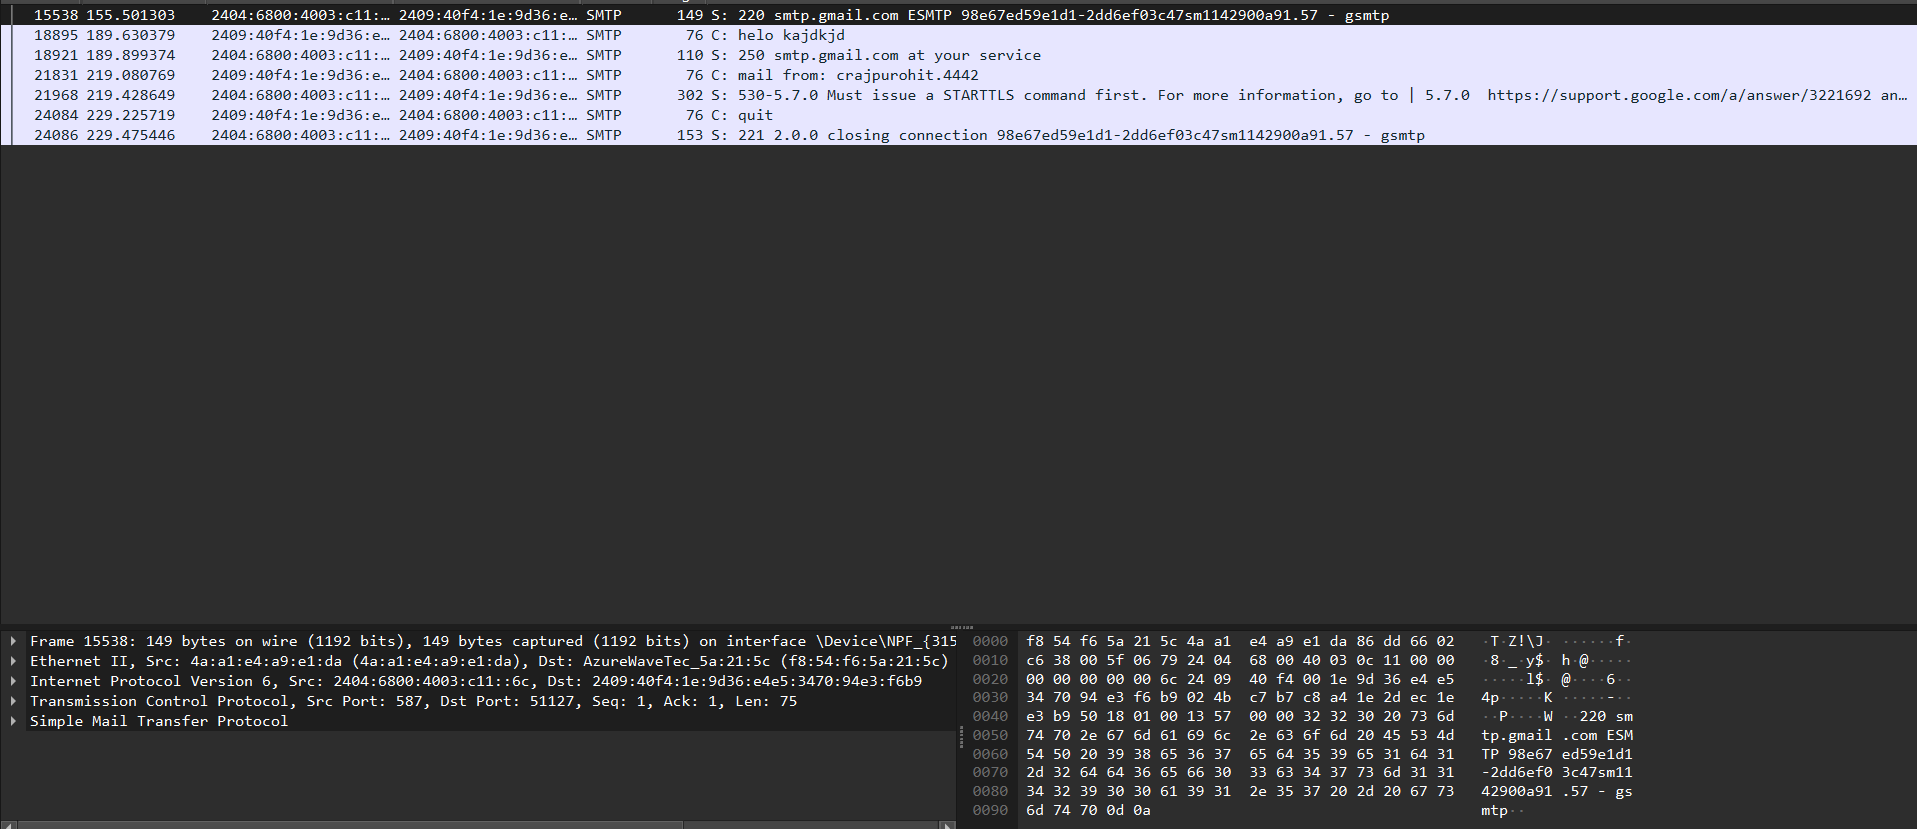 15538 155.501303 2404:6800:4003:c11:… 2409:40f4:1e:9d36:e… SMTP 149 S: 220 smtp.gmail.com ESMTP 98e67ed59e1d1-2dd6ef03c47sm1142900a91.57 - gsmtp
18895 189.630379 2409:40f4:1e:9d36:e… 2404:6800:4003:c11:… SMTP 76 C: helo kajdkjd
18921 189.899374 2404:6800:4003:c11:… 2409:40f4:1e:9d36:e… SMTP 110 S: 250 smtp.gmail.com at your service
21831 219.080769 2409:40f4:1e:9d36:e… 2404:6800:4003:c11:… SMTP 76 C: mail from: crajpurohit.4442
21968 219.428649 2404:6800:4003:c11:… 2409:40f4:1e:9d36:e… SMTP 302 S: 530-5.7.0 Must issue a STARTTLS command first. For more information, go to | 5.7.0  https://support.google.com/a/answer/3221692 an…
24084 229.225719 2409:40f4:1e:9d36:e… 2404:6800:4003:c11:… SMTP 76 C: quit
24086 229.475446 2404:6800:4003:c11:… 2409:40f4:1e:9d36:e… SMTP 153 S: 221 2.0.0 closing connection 98e67ed59e1d1-2dd6ef03c47sm1142900a91.57 - gsmtp
Frame 15538: 149 bytes on wire (1192 bits), 149 bytes captured (1192 bits) on interface \Device\NPF_{315
Ethernet II, Src: 4a:a1:e4:a9:e1:da (4a:a1:e4:a9:e1:da), Dst: AzureWaveTec_5a:21:5c (f8:54:f6:5a:21:5c)
Internet Protocol Version 6, Src: 2404:6800:4003:c11::6c, Dst: 2409:40f4:1e:9d36:e4e5:3470:94e3:f6b9
Transmission Control Protocol, Src Port: 587, Dst Port: 51127, Seq: 1, Ack: 1, Len: 75
Simple Mail Transfer Protocol
0000 f8 54 f6 5a 21 5c 4a a1 e4 a9 e1 da 86 dd 66 02 ·T·Z!\J· ······f·
0010 c6 38 00 5f 06 79 24 04 68 00 40 03 0c 11 00 00 ·8·_·y$· h·@·····
0020 00 00 00 00 00 6c 24 09 40 f4 00 1e 9d 36 e4 e5 ·····l$· @····6··
0030 34 70 94 e3 f6 b9 02 4b c7 b7 c8 a4 1e 2d ec 1e 4p·····K ·····-··
0040 e3 b9 50 18 01 00 13 57 00 00 32 32 30 20 73 6d ··P····W ··220 sm
0050 74 70 2e 67 6d 61 69 6c 2e 63 6f 6d 20 45 53 4d tp.gmail .com ESM
0060 54 50 20 39 38 65 36 37 65 64 35 39 65 31 64 31 TP 98e67 ed59e1d1
0070 2d 32 64 64 36 65 66 30 33 63 34 37 73 6d 31 31 -2dd6ef0 3c47sm11
0080 34 32 39 30 30 61 39 31 2e 35 37 20 2d 20 67 73 42900a91 .57 - gs
0090 6d 74 70 0d 0a mtp··